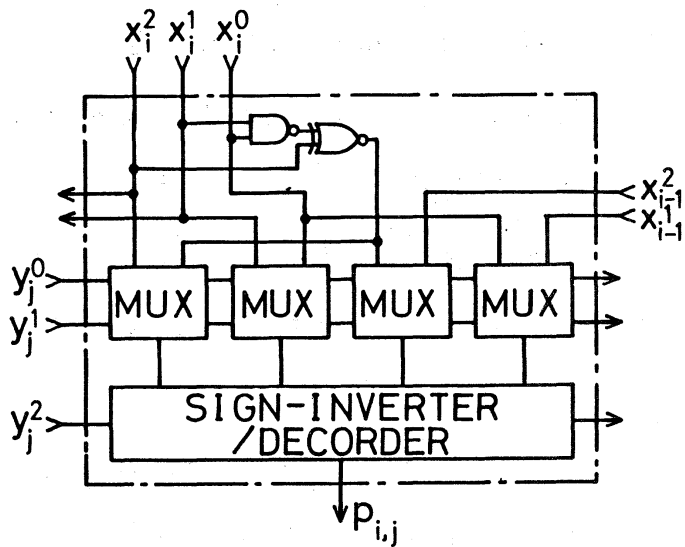 x_i^2 x_i^1 x_i^0
x_{i-1}^2
x_{i-1}^1
y_j^0
MUX MUX MUX MUX
y_j^1
SIGN-INVERTER
y_j^2
/DECORDER
p_{i,j}